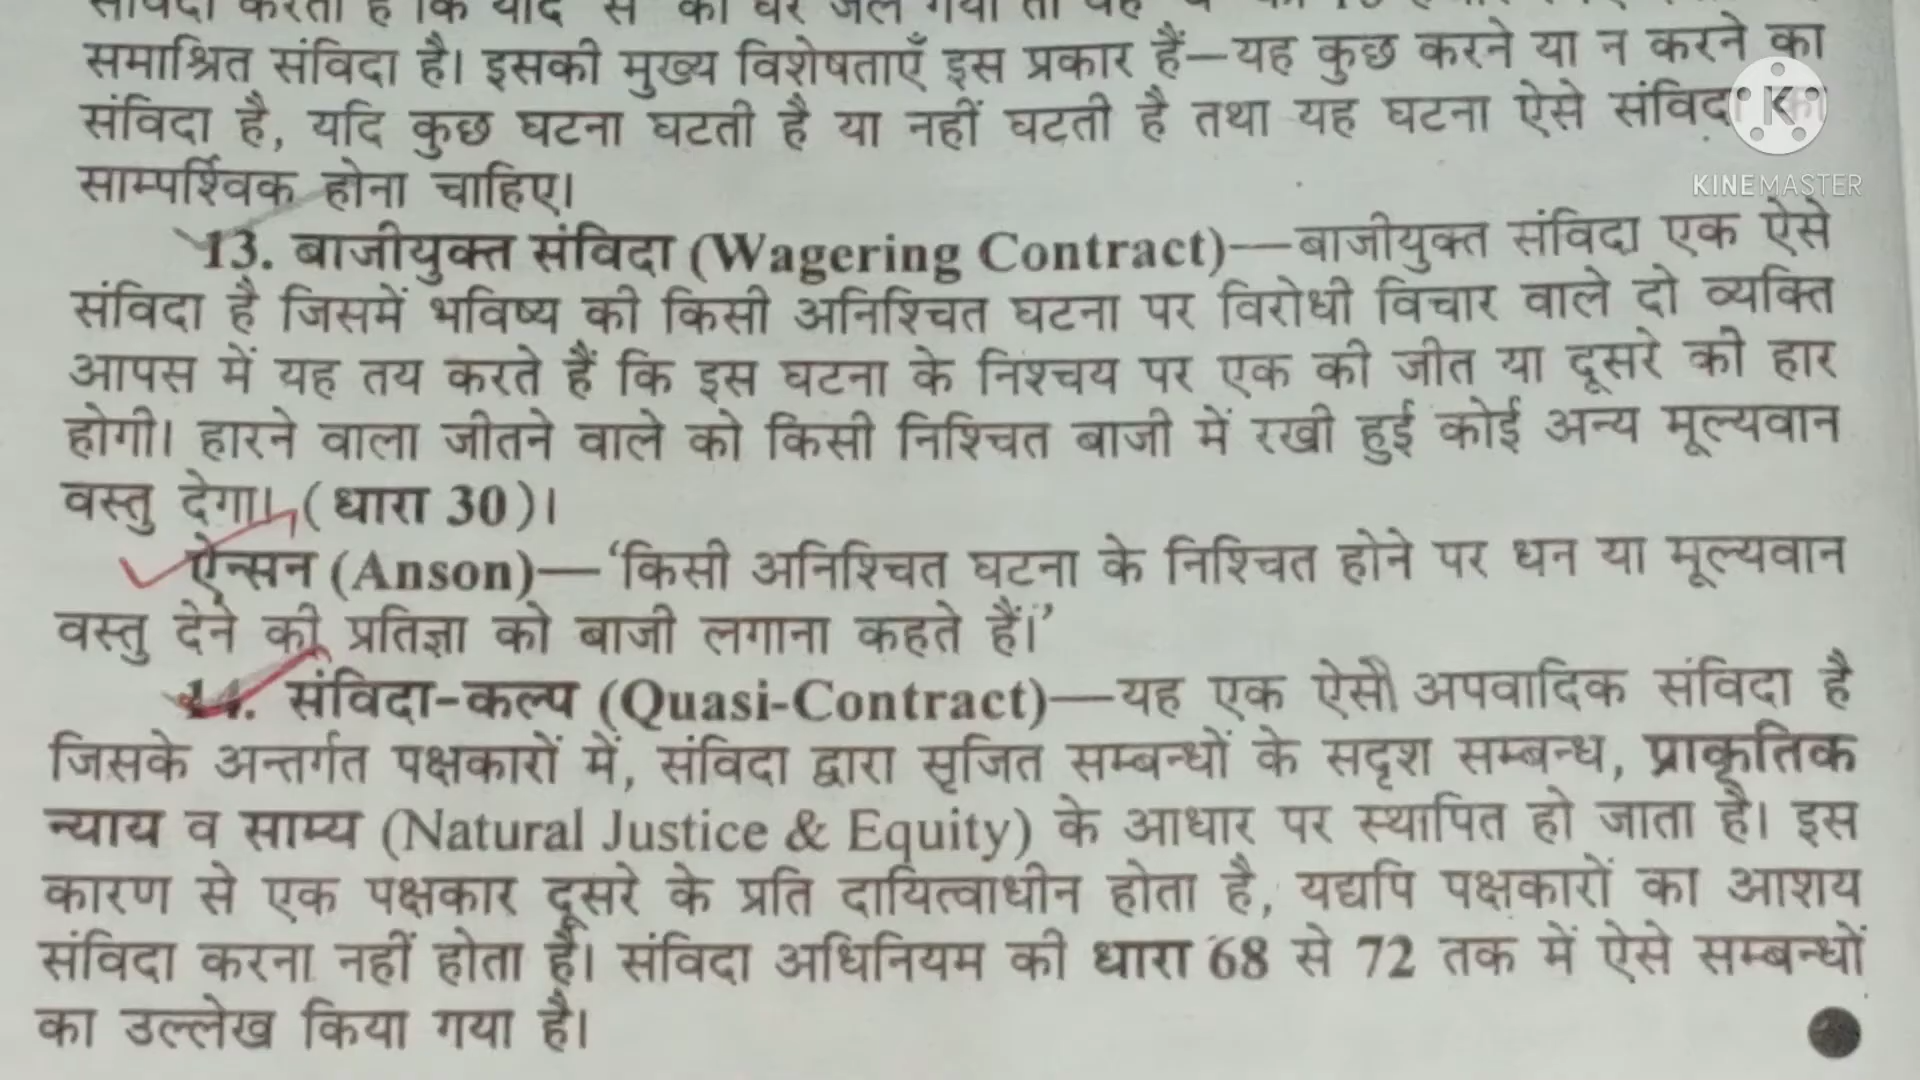 समाश्रित संविदा है। इसकी मुख्य विशेषताएँ इस प्रकार हैं—यह कुछ करने या न करने का
संविदा है, यदि कुछ घटना घटती है या नहीं घटती है तथा यह घटना ऐसे
साम्पर्श्विक होना चाहिए।
KINEMASTER
13. बाजीयुक्त संविदा (Wagering Contract)—बाजीयुक्त संविदा एक ऐसे
संविदा है जिसमें भविष्य की किसी अनिश्चित घटना पर विरोधी विचार वाले दो व्यक्ति
आपस में यह तय करते हैं कि इस घटना के निश्चय पर एक की जीत या दूसरे की हार
होगी। हारने वाला जीतने वाले को किसी निश्चित बाजी में रखी हुई कोई अन्य मूल्यवान
वस्तु देगा। (धारा 30)।
ऐन्सन (Anson)—‘किसी अनिश्चित घटना के निश्चित होने पर धन या मूल्यवान
वस्तु देने की प्रतिज्ञा को बाजी लगाना कहते हैं।’
14. संविदा-कल्प (Quasi-Contract)—यह एक ऐसी अपवादिक संविदा है
जिसके अन्तर्गत पक्षकारों में, संविदा द्वारा सृजित सम्बन्धों के सदृश सम्बन्ध, प्राकृतिक
न्याय व साम्य (Natural Justice & Equity) के आधार पर स्थापित हो जाता है। इस
कारण से एक पक्षकार दूसरे के प्रति दायित्वाधीन होता है, यद्यपि पक्षकारों का आशय
संविदा करना नहीं होता है। संविदा अधिनियम की धारा 68 से 72 तक में ऐसे सम्बन्धों
का उल्लेख किया गया है।